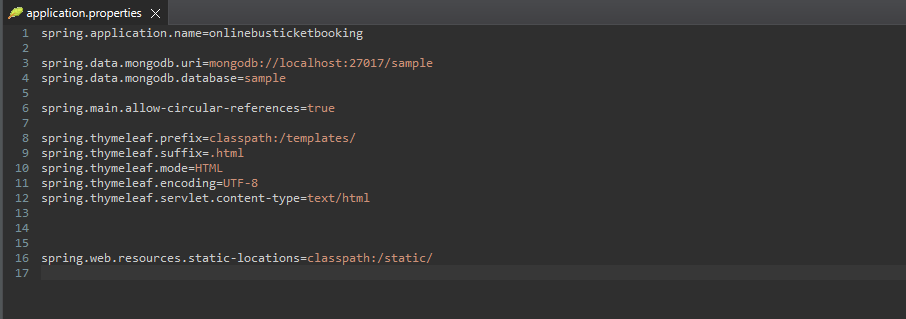 application.properties
1 spring.application.name=onlinebusticketbooking
2
3 spring.data.mongodb.uri=mongodb://localhost:27017/sample
4 spring.data.mongodb.database=sample
5
6 spring.main.allow-circular-references=true
7
8 spring.thymeleaf.prefix=classpath:/templates/
9 spring.thymeleaf.suffix=.html
10 spring.thymeleaf.mode=HTML
11 spring.thymeleaf.encoding=UTF-8
12 spring.thymeleaf.servlet.content-type=text/html
13
14
15
16 spring.web.resources.static-locations=classpath:/static/
17